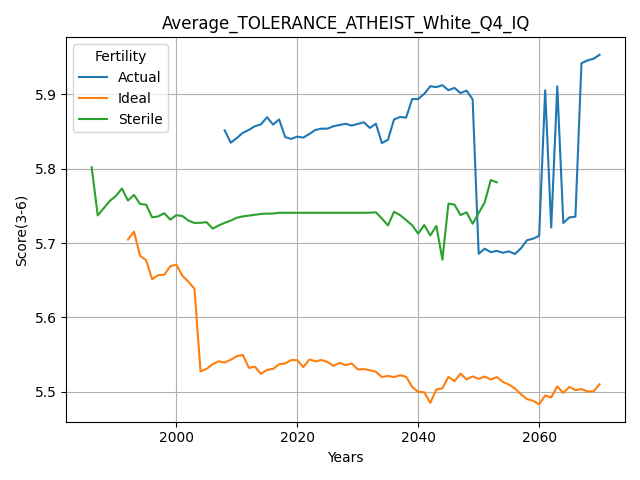 Average_TOLERANCE_ATHEIST_White_Q4_IQ
Fertility
Actual
Ideal
Sterile
Score(3-6)
5.9
5.8
5.7
5.6
5.5
2000
2020
2040
2060
Years